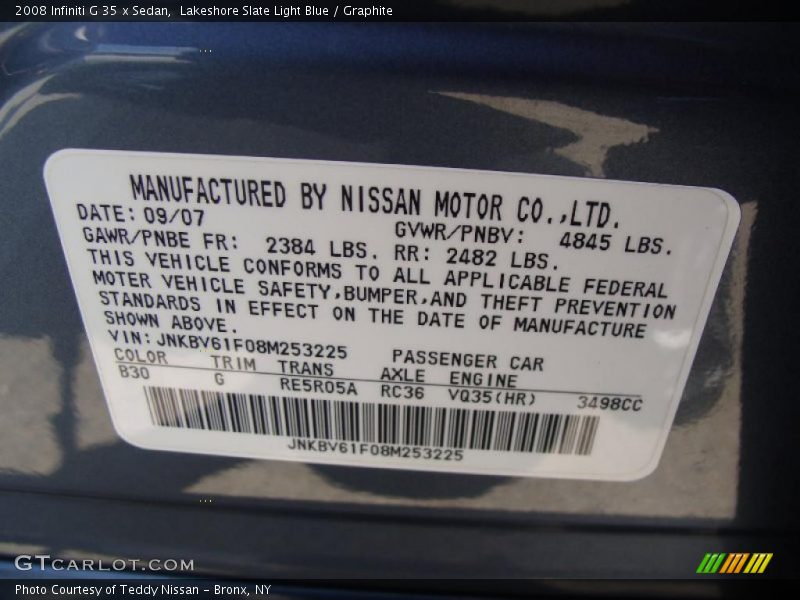 2008 Infiniti G 35 x Sedan,  Lakeshore Slate Light Blue / Graphite
MANUFACTURED BY NISSAN MOTOR CO.,LTD.
DATE: 09/07 GVWR/PNBV: 4845 LBS.
GAWR/PNBE FR: 2384 LBS. RR: 2482 LBS.
THIS VEHICLE CONFORMS TO ALL APPLICABLE FEDERAL
MOTER VEHICLE SAFETY,BUMPER,AND THEFT PREVENTION
STANDARDS IN EFFECT ON THE DATE OF MANUFACTURE
SHOWN ABOVE.
VIN: JNKBV61F08M253225 PASSENGER CAR
COLOR TRIM TRANS AXLE ENGINE
B30 G RE5R05A RC36 VQ35(HR) 3498CC
JNKBV61F08M253225
GTCARLOT.COM
Photo Courtesy of Teddy Nissan - Bronx, NY